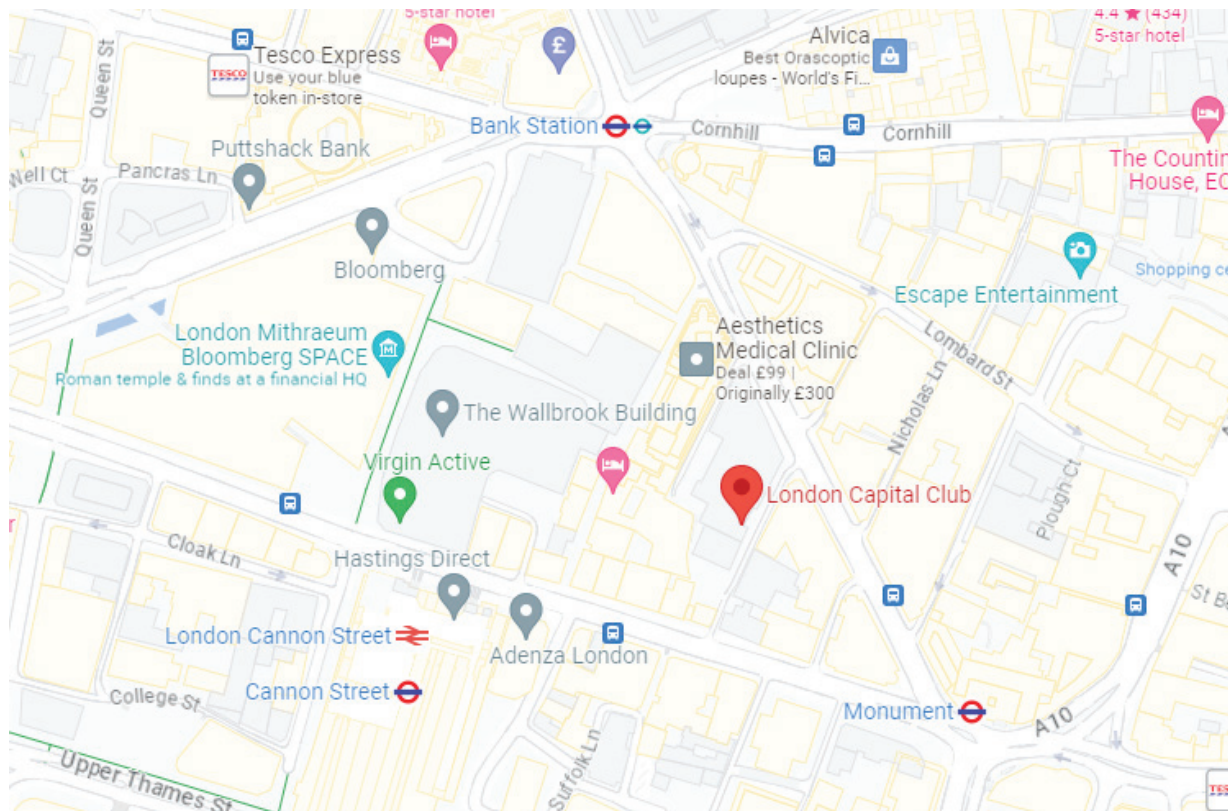 5-star hotel
4.4 ★ (434)
5-star hotel
Queen St
Tesco Express
Use your blue
token in-store
TESCO
£
Alvica
Best Orascoptic
loupes - World's Fi...
Bank Station
Cornhill
Cornhill
Puttshack Bank
Well Ct
Pancras Ln
Queen St
The Countin
House, EC
Bloomberg
Shopping ce
Escape Entertainment
London Mithraeum
Bloomberg SPACE
Roman temple & finds at a financial HQ
Aesthetics
Medical Clinic
Deal £99 |
Originally £300
Lombard St
Nicholas Ln
The Wallbrook Building
Virgin Active
London Capital Club
Plough Ct
r
Cloak Ln
Hastings Direct
A10
St Be
London Cannon Street
Adenza London
Cannon Street
College St
Monument
A10
Suffolk Ln
Upper Thames St
TES